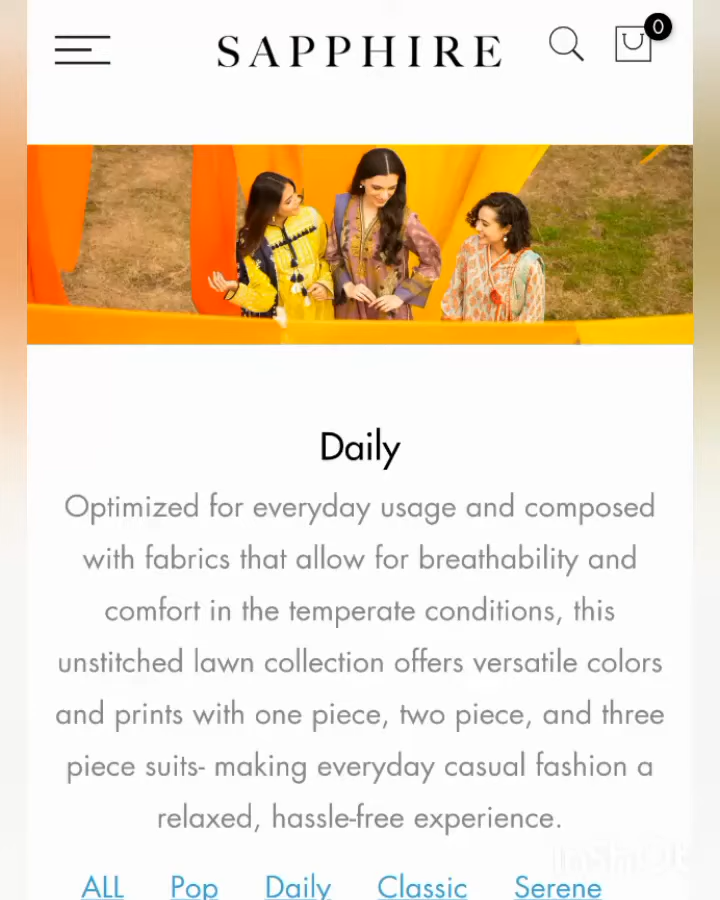 SAPPHIRE
0
Daily
Optimized for everyday usage and composed
with fabrics that allow for breathability and
comfort in the temperate conditions, this
unstitched lawn collection offers versatile colors
and prints with one piece, two piece, and three
piece suits- making everyday casual fashion a
relaxed, hassle-free experience.
InShOt
ALL Pop Daily Classic Serene